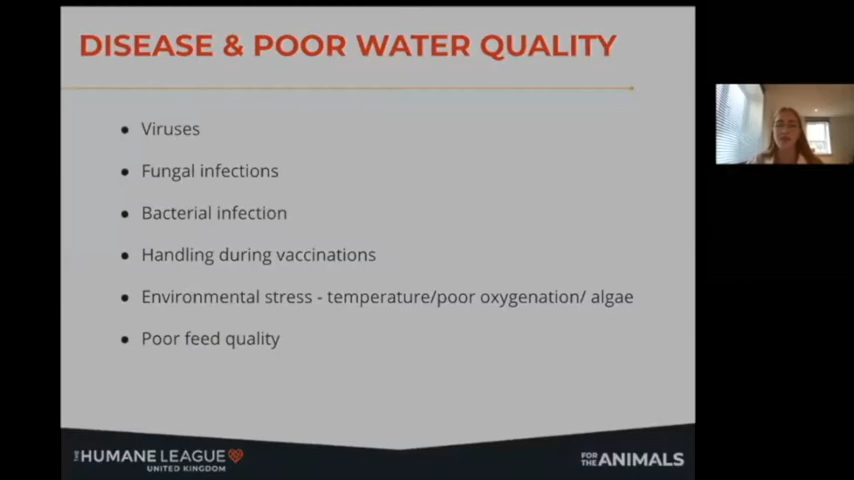 DISEASE & POOR WATER QUALITY
Viruses
Fungal infections
Bacterial infection
Handling during vaccinations
Environmental stress - temperature/poor oxygenation/ algae
Poor feed quality
THE HUMANE LEAGUE
UNITED KINGDOM
FOR THE ANIMALS